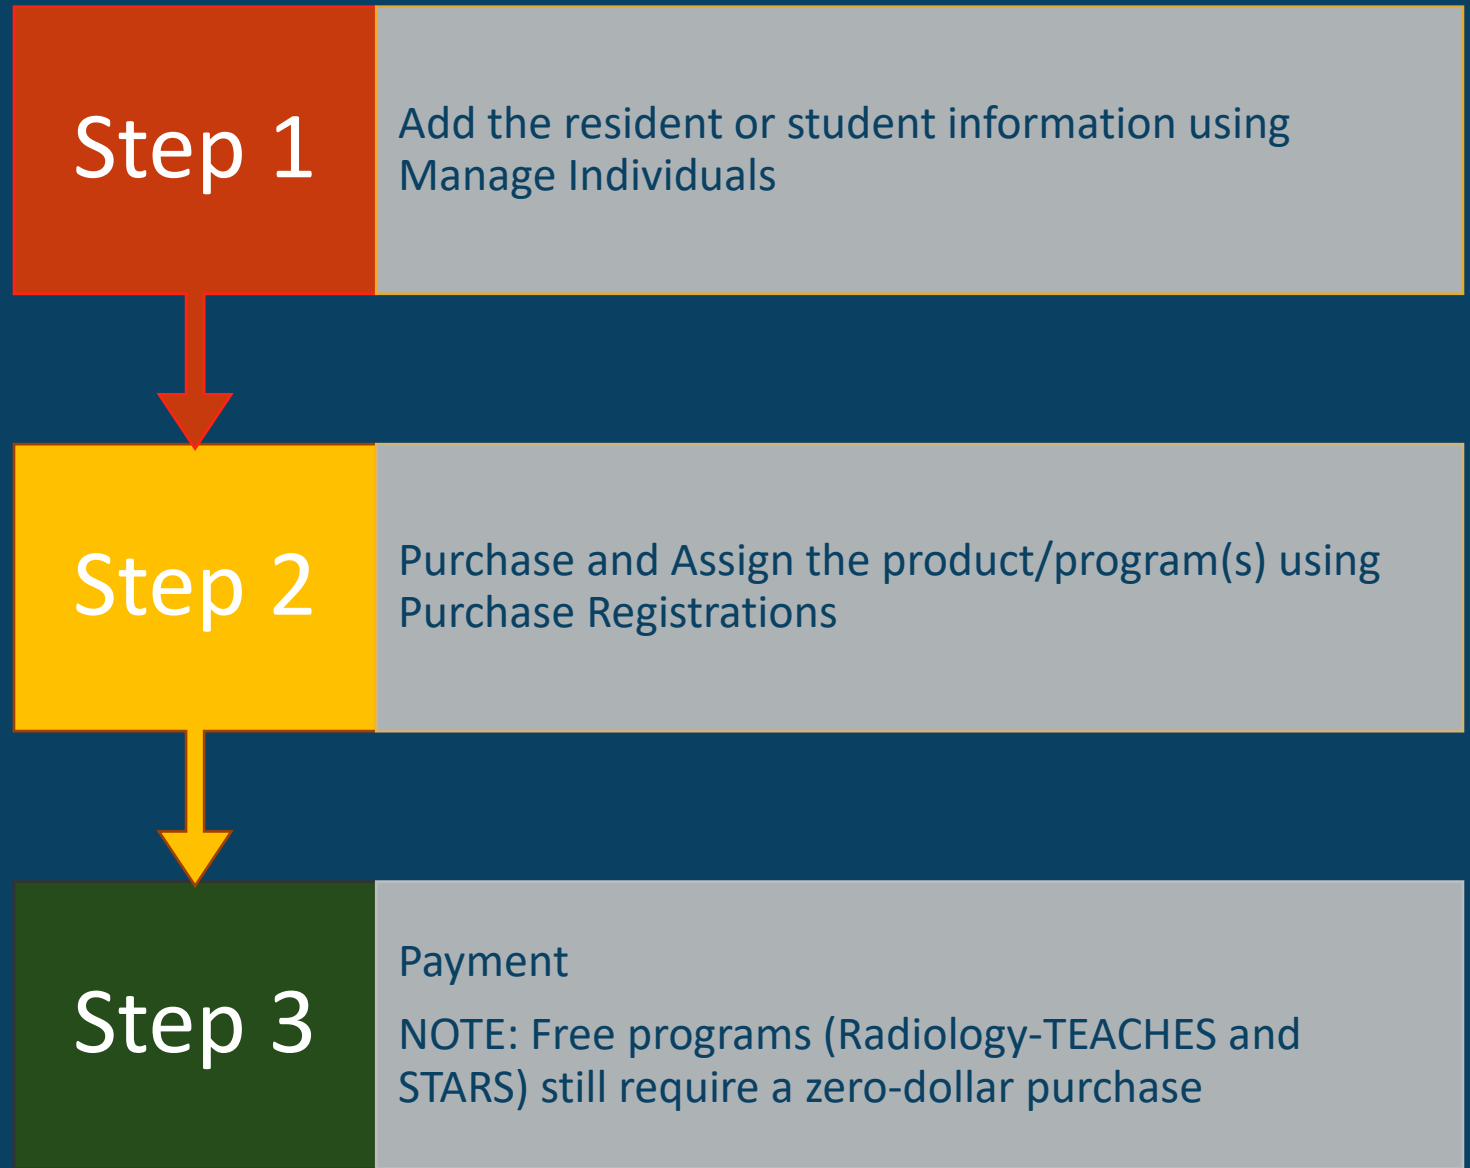 Step 1
Add the resident or student information using
Manage Individuals
Step 2
Purchase and Assign the product/program(s) using
Purchase Registrations
Step 3
Payment
NOTE: Free programs (Radiology-TEACHES and
STARS) still require a zero-dollar purchase